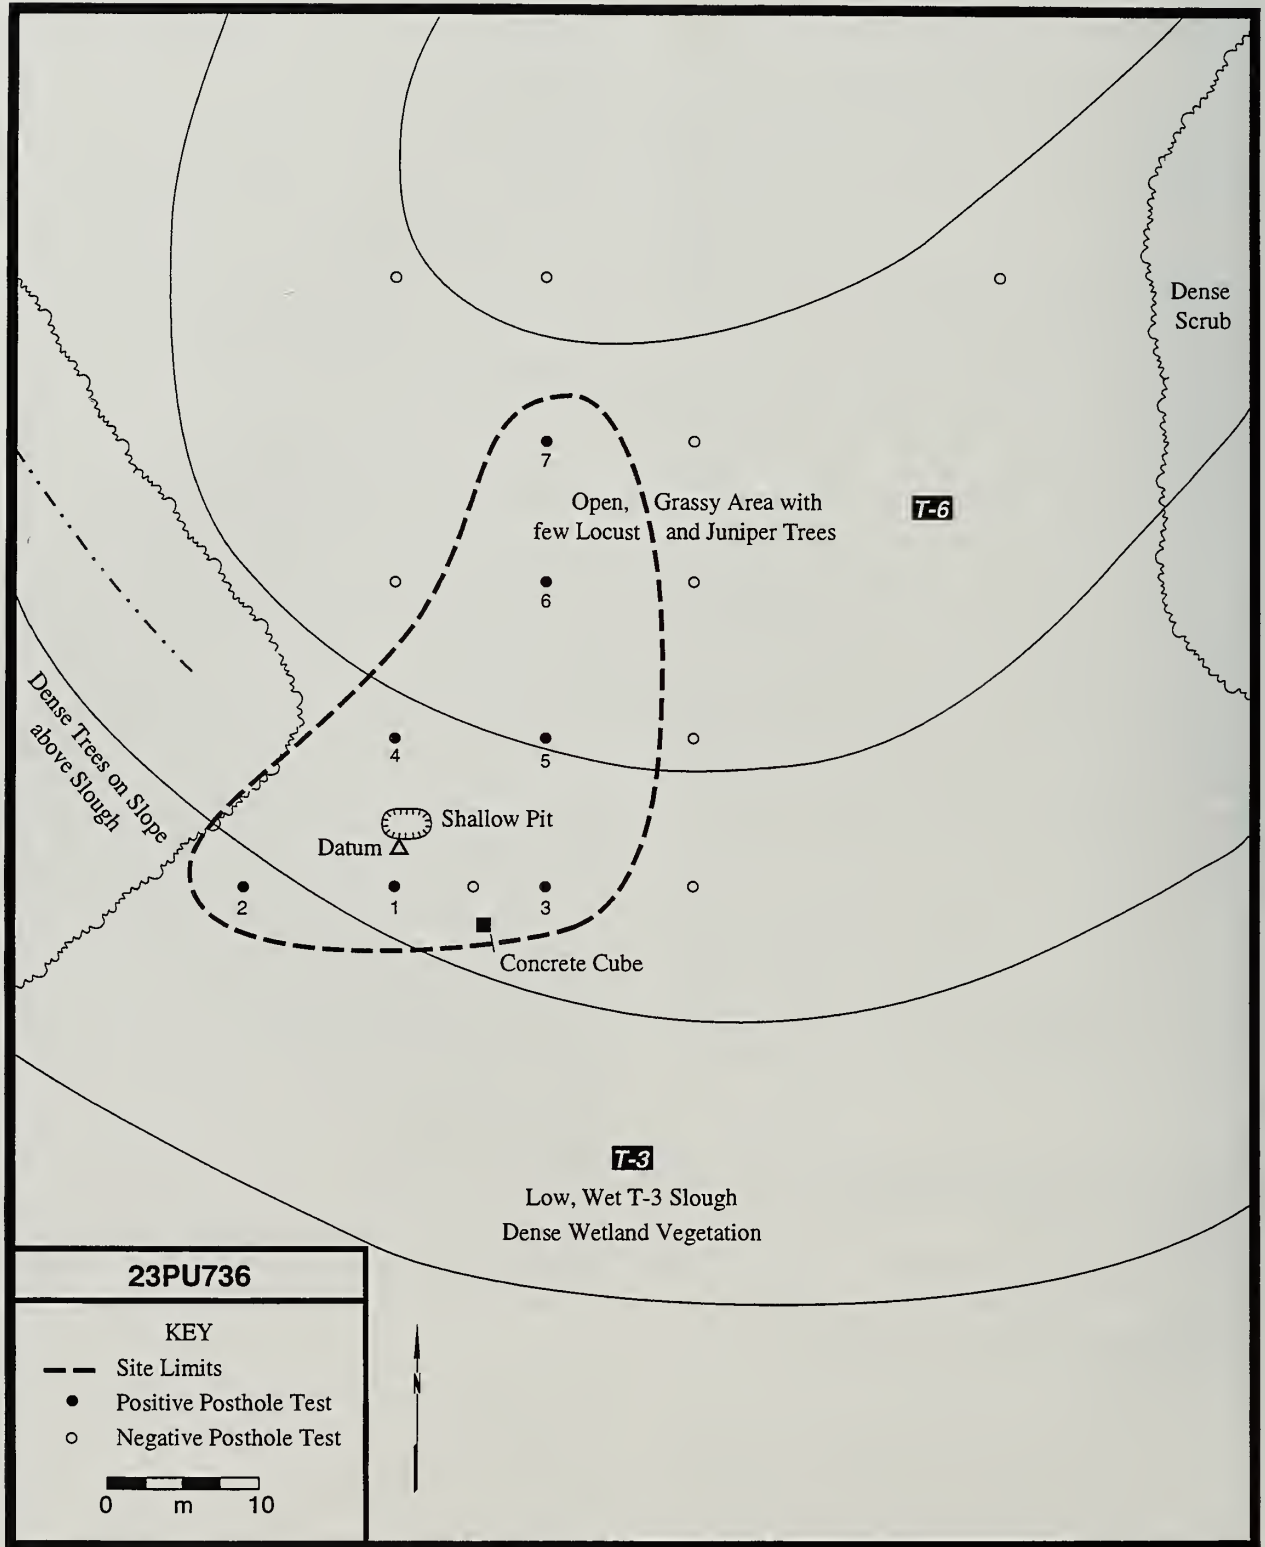 Dense
Scrub
7
Open, Grassy Area with
few Locust and Juniper Trees
T-6
6
Dense Trees on Slope
above Slough
4
5
Shallow Pit
Datum
2
1
3
Concrete Cube
T-3
Low, Wet T-3 Slough
Dense Wetland Vegetation
23PU736
KEY
Site Limits
Positive Posthole Test
Negative Posthole Test
0 m 10
N